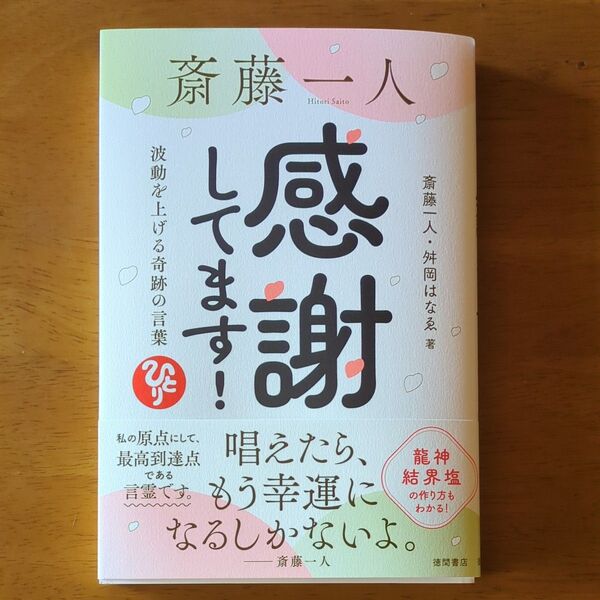 斎藤一人
Hitori Saito
感謝
してます!
波動を上げる奇跡の言葉
斎藤一人・舛岡はなゑ 著
ひとり
私の原点にして、
最高到達点
である
言霊です。
唱えたら、
もう幸運に
なるしかないよ。
──斎藤一人
龍神
結界塩
の作り方も
わかる!
徳間書店